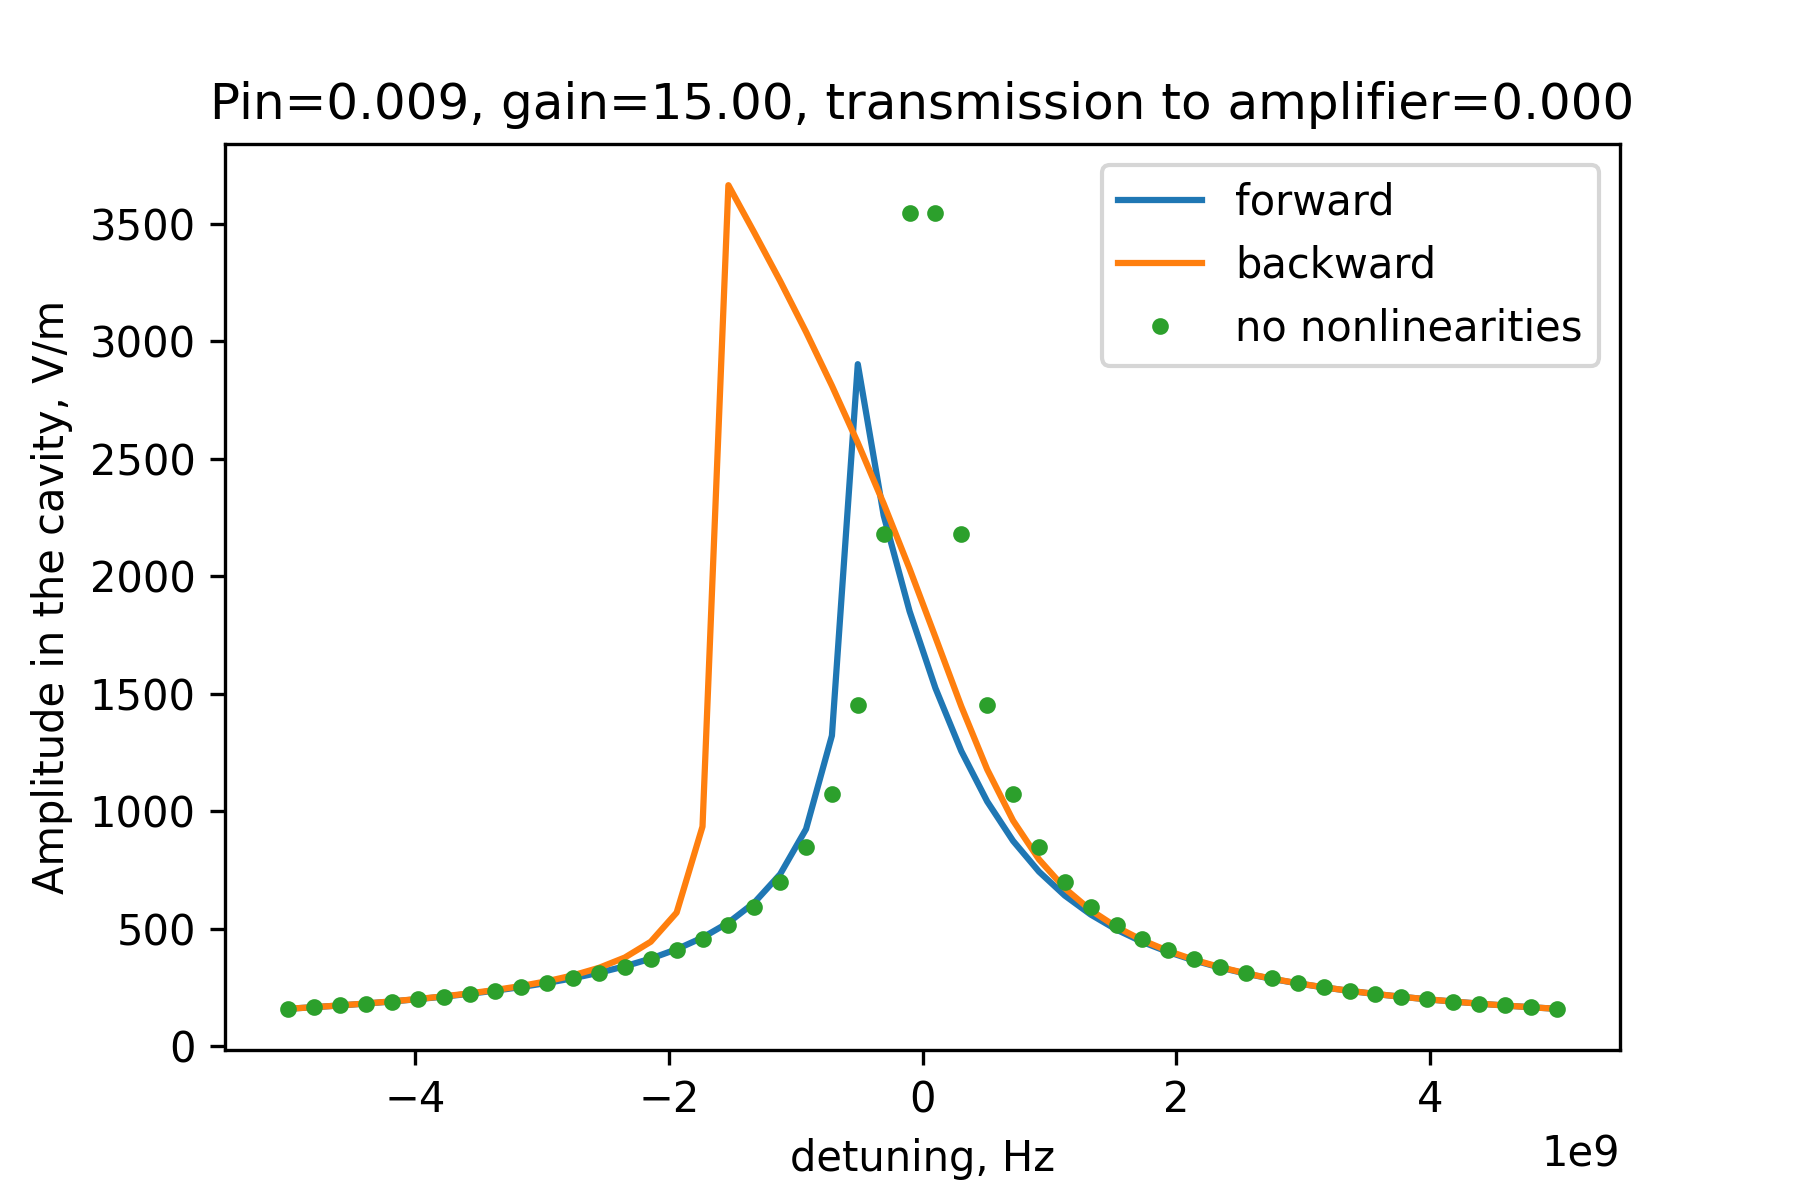 Pin=0.009, gain=15.00, transmission to amplifier=0.000
forward
backward
no nonlinearities
Amplitude in the cavity, V/m
3500
3000
2500
2000
1500
1000
500
0
−4
−2
0
2
4
1e9
detuning, Hz